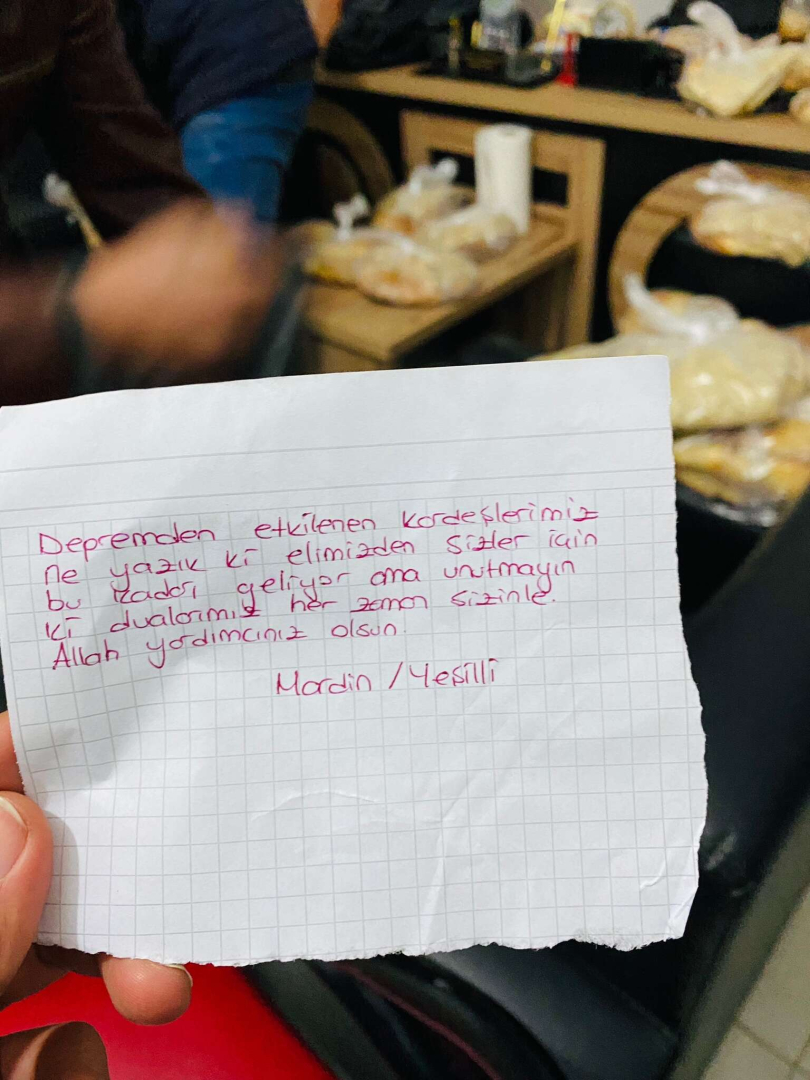 Depremden etkilenen kardeşlerimiz
ne yazık ki elimizden sizler için
bu kadarı geliyor ama unutmayın
ki dualarımız her zaman sizinle.
Allah yardımcınız olsun.
Mardin / Yeşilli